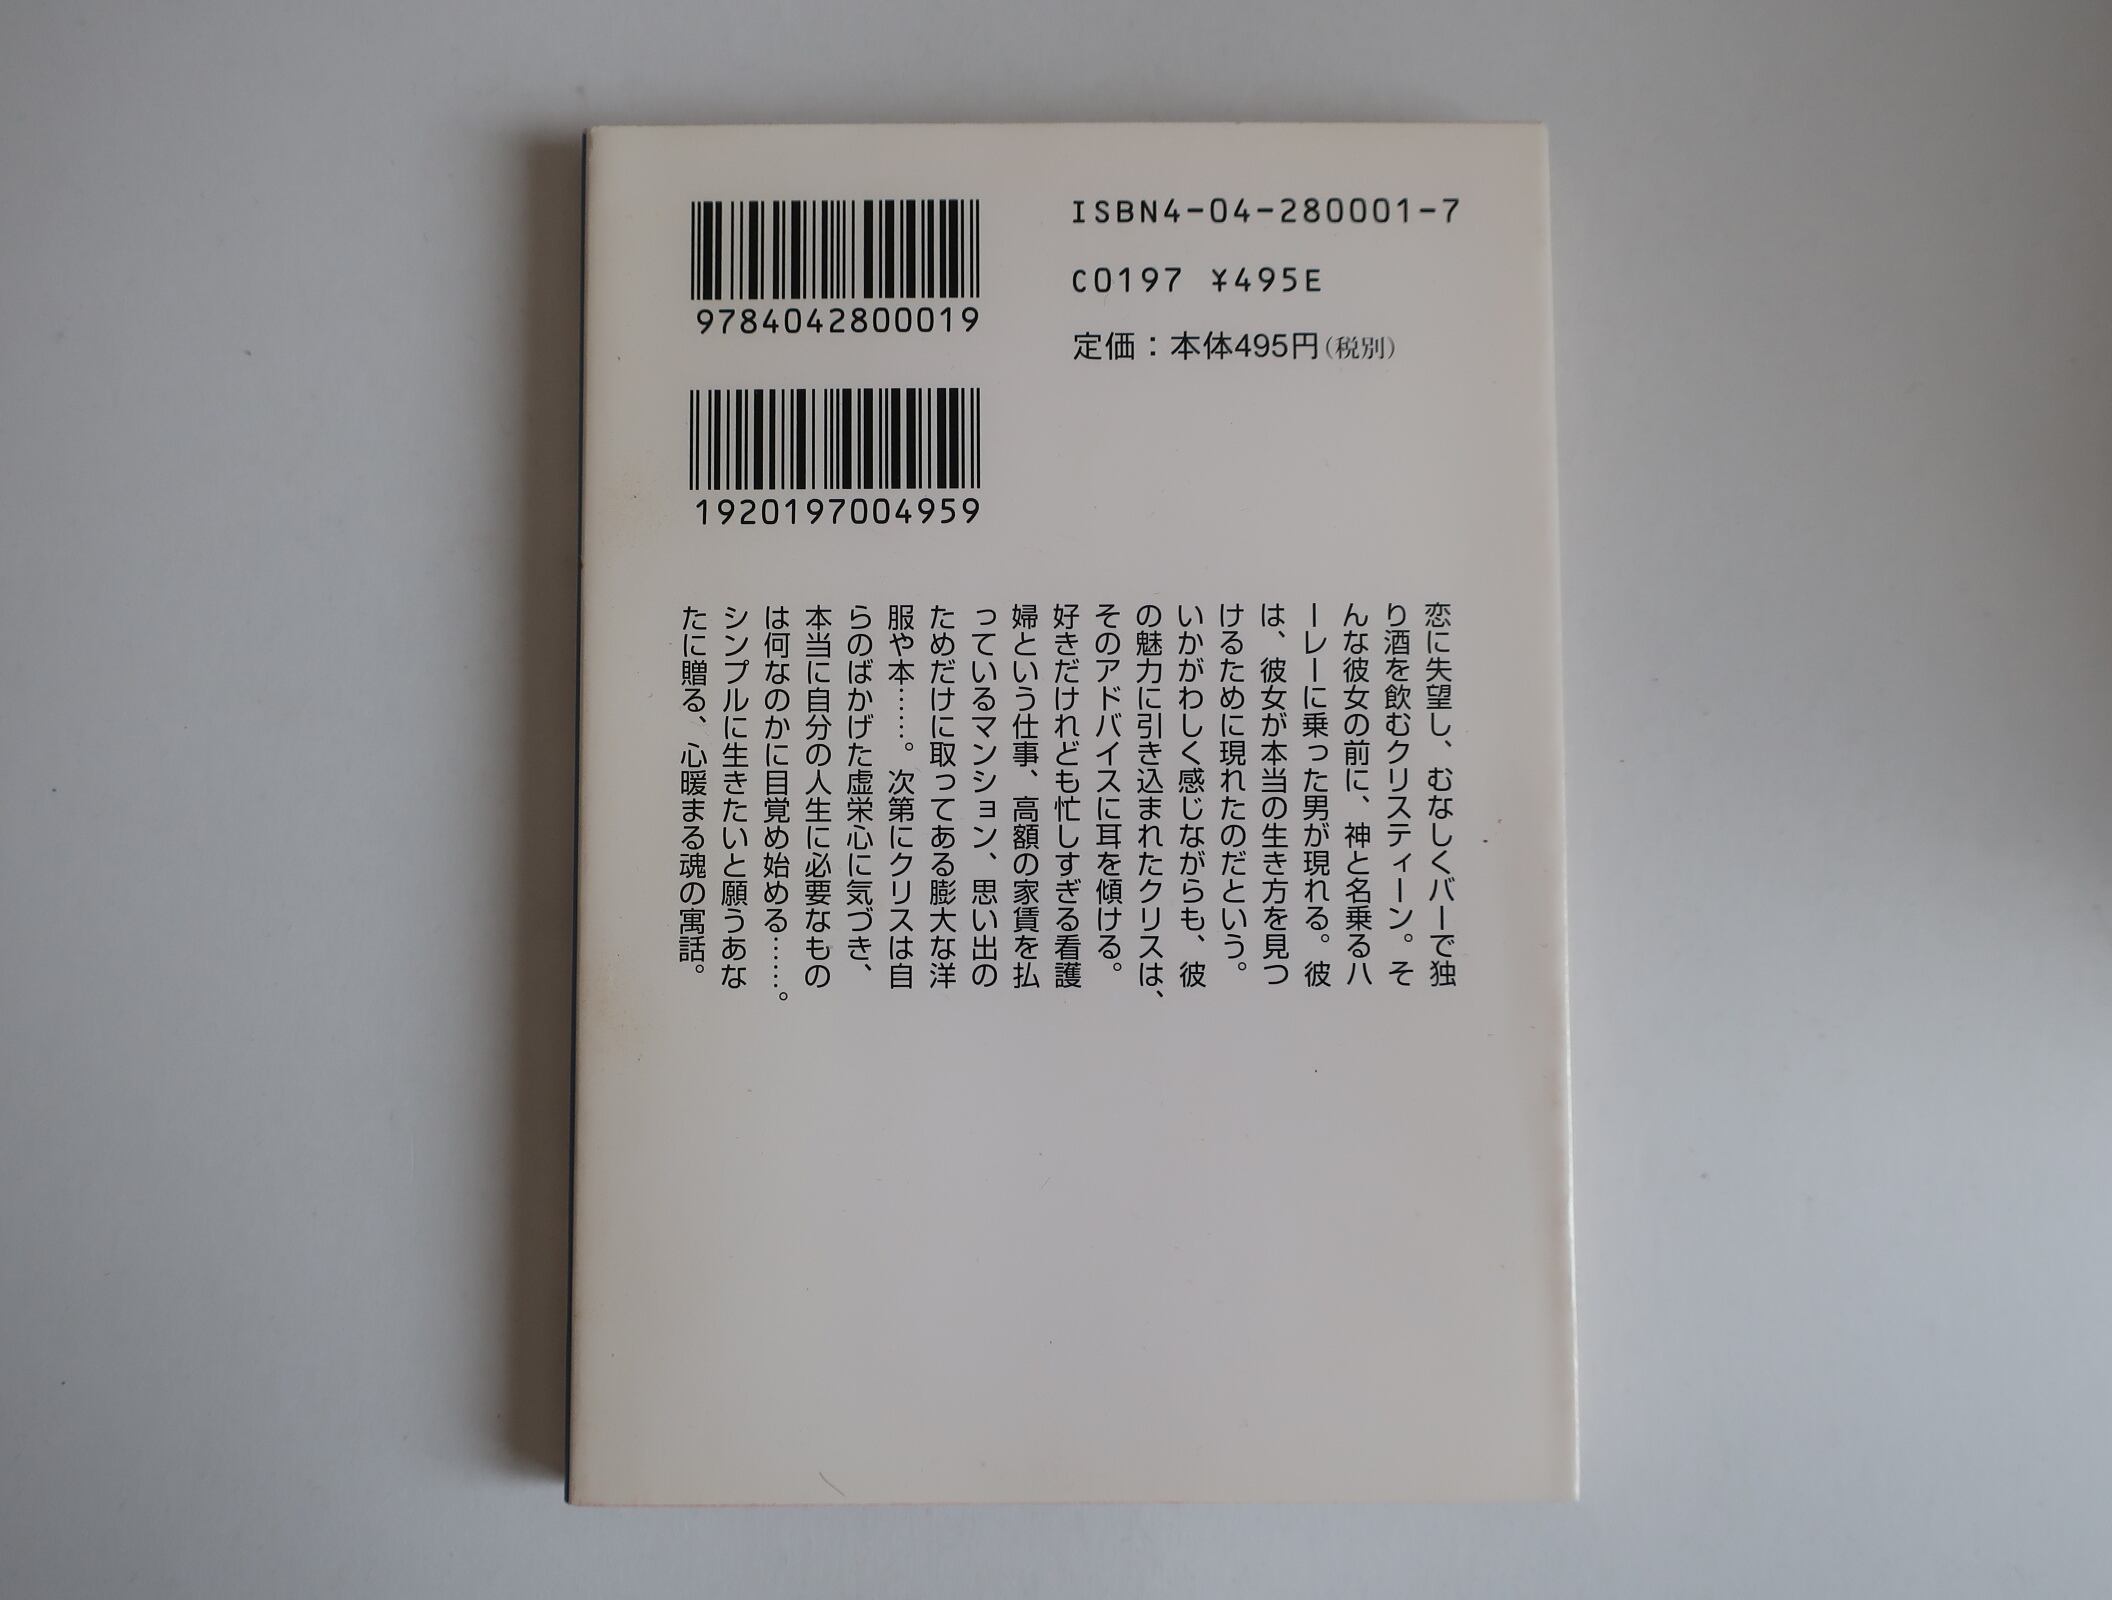 9784042800019
1920197004959
ISBN4-04-280001-7
C0197 ¥495E
定価：本体495円（税別）
恋に失望し、むなしくバーで独
り酒を飲むクリスティーン。そ
んな彼女の前に、神と名乗るハ
ーレーに乗った男が現れる。彼
は、彼女が本当の生き方を見つ
けるために現れたのだという。
いかがわしく感じながらも、彼
の魅力に引き込まれたクリスは、
そのアドバイスに耳を傾ける。
好きだけれども忙しすぎる看護
婦という仕事、高額の家賃を払
っているマンション、思い出の
ためだけに取ってある膨大な洋
服や本……。次第にクリスは自
らのばかげた虚栄心に気づき、
本当に自分の人生に必要なもの
は何なのかに目覚め始める……。
シンプルに生きたいと願うあな
たに贈る、心暖まる魂の寓話。